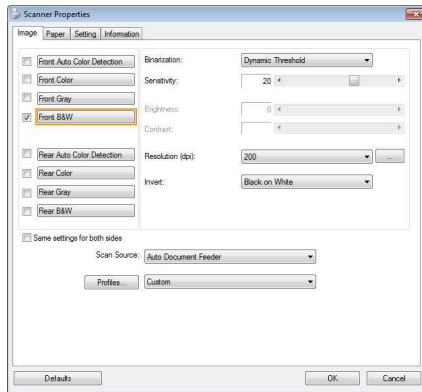 Scanner Properties
Image Paper Setting Information
Front Auto Color Detection
Front Color
Front Gray
Front B&W
Rear Auto Color Detection
Rear Color
Rear Gray
Rear B&W
Binarization: Dynamic Threshold
Sensitivity: 20
Brightness: 0
Contrast:
Resolution (dpi): 200 ...
Invert: Black on White
Same settings for both sides
Scan Source: Auto Document Feeder
Profiles... Custom
Defaults OK Cancel